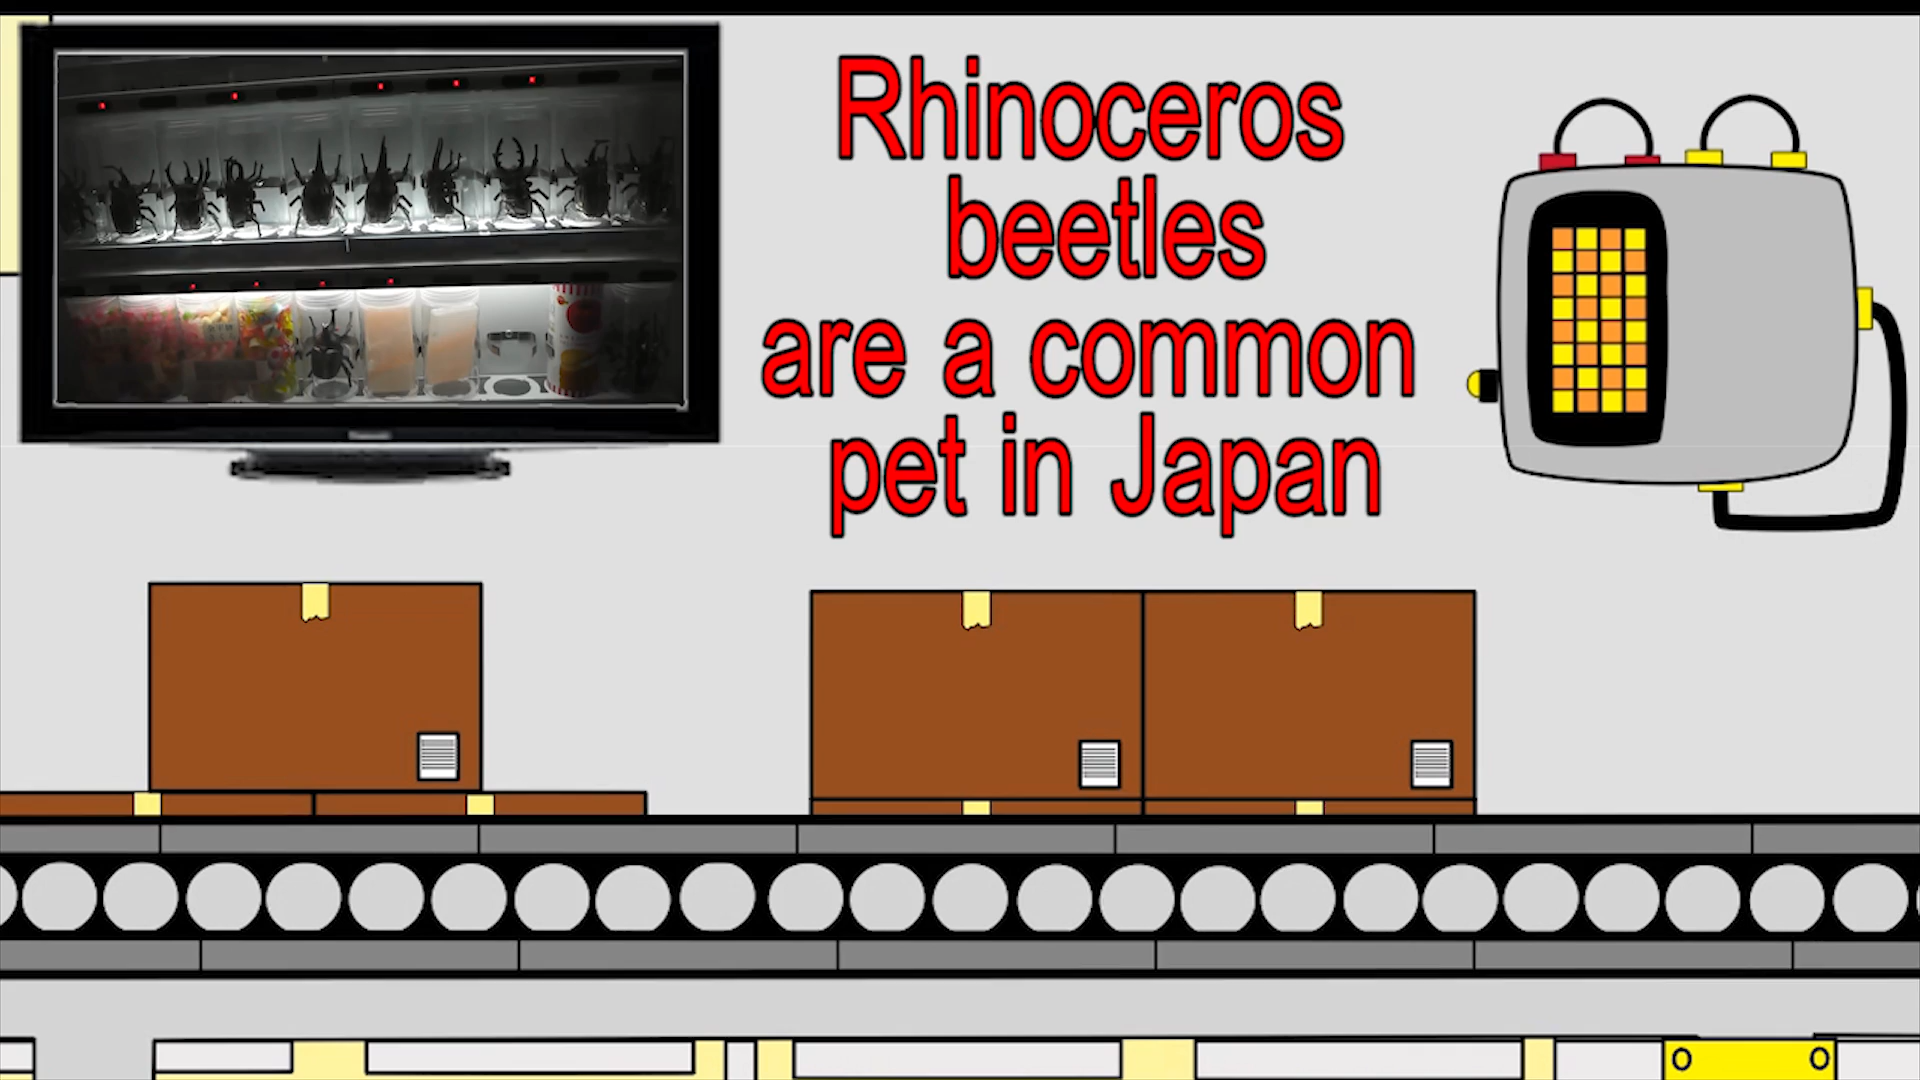 Rhinoceros
beetles
are a common
pet in Japan